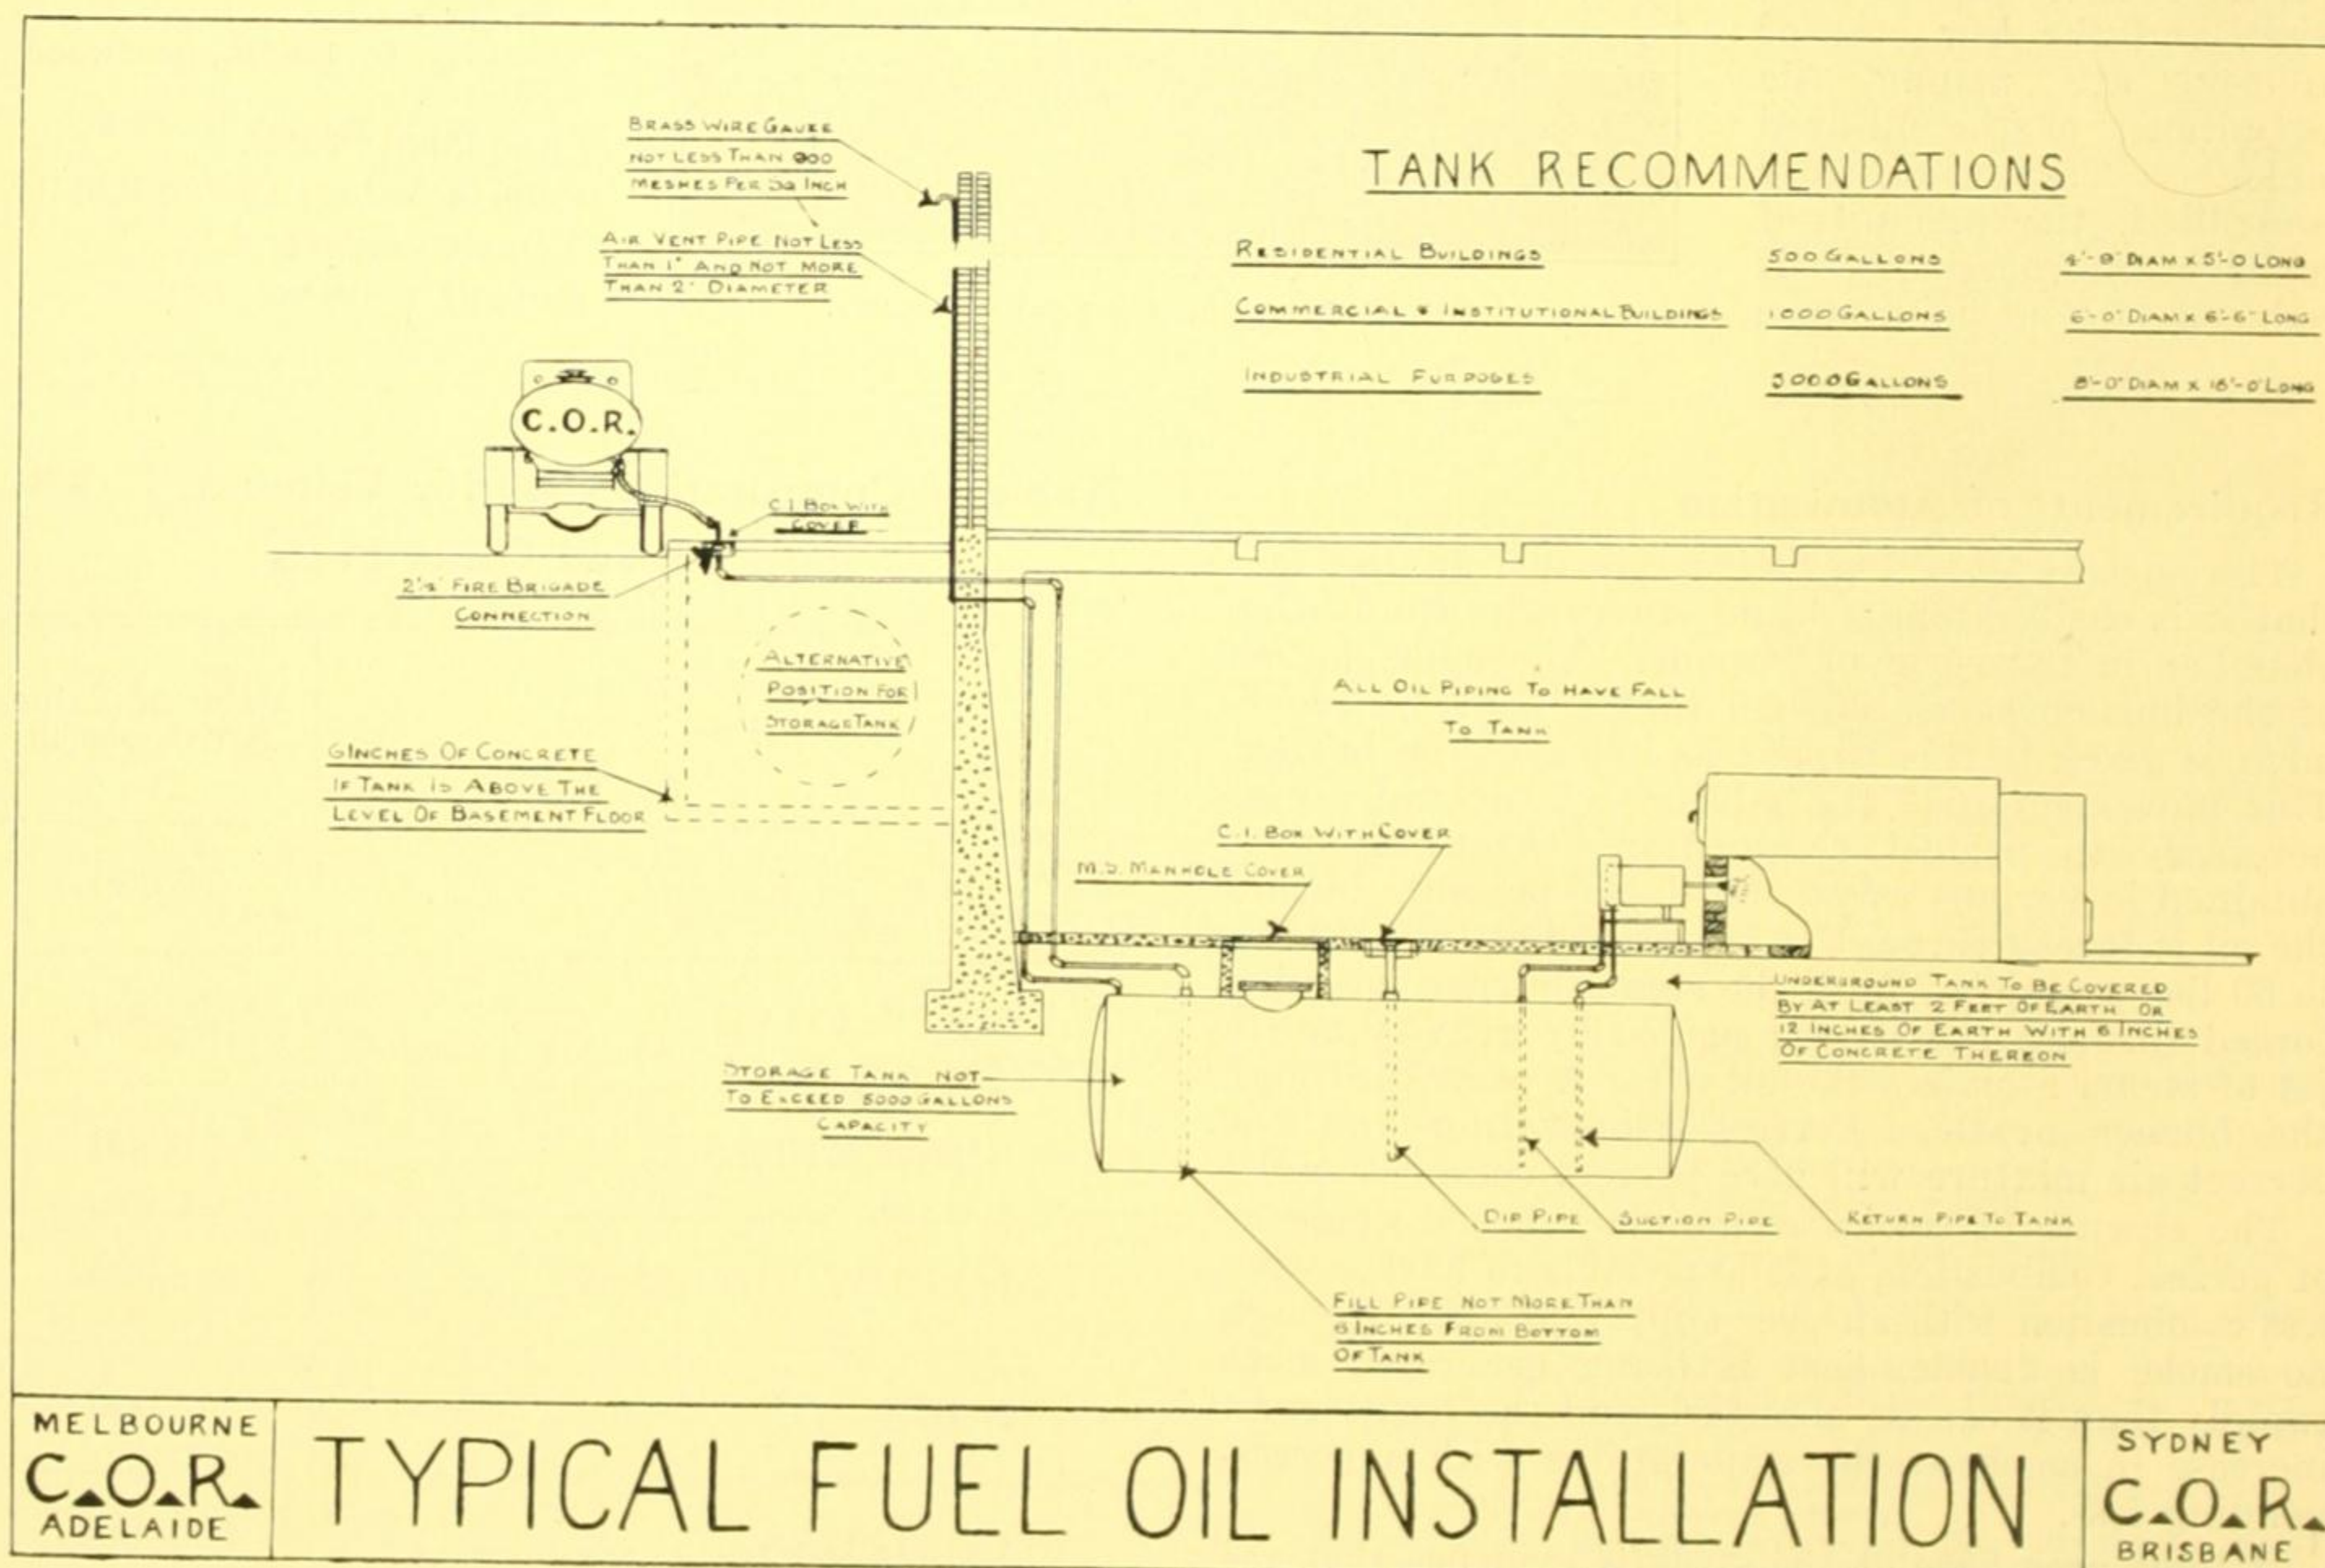 BRASS WIRE GAUZE
NOT LESS THAN 900
MESHES PER SQ INCH
AIR VENT PIPE NOT LESS
THAN 1" AND NOT MORE
THAN 2" DIAMETER
TANK RECOMMENDATIONS
RESIDENTIAL BUILDINGS 500 GALLONS DIAM x 5'-0 LONG
COMMERCIAL & INSTITUTIONAL BUILDINGS 1000 GALLONS 6'-0" DIAM x 6'-6" LONG
INDUSTRIAL PURPOSES 5000 GALLONS 8'-0" DIAM x 16'-0" LONG
C.O.R.
C.I. BOX WITH
COVER
FIRE BRIGADE
CONNECTION
ALTERNATIVE
POSITION FOR
STORAGE TANK
6 INCHES OF CONCRETE
IF TANK IS ABOVE THE
LEVEL OF BASEMENT FLOOR
ALL OIL PIPING TO HAVE FALL
TO TANK
C.I. BOX WITH COVER
M.S. MANHOLE COVER
UNDERGROUND TANK TO BE COVERED
BY AT LEAST 2 FEET OF EARTH OR
12 INCHES OF EARTH WITH 6 INCHES
OF CONCRETE THEREON
STORAGE TANK NOT
TO EXCEED 5000 GALLONS
CAPACITY
DIP PIPE
SUCTION PIPE
RETURN PIPE TO TANK
FILL PIPE NOT MORE THAN
6 INCHES FROM BOTTOM
OF TANK
MELBOURNE
C.O.R.
ADELAIDE
TYPICAL FUEL OIL INSTALLATION
SYDNEY
C.O.R.
BRISBANE